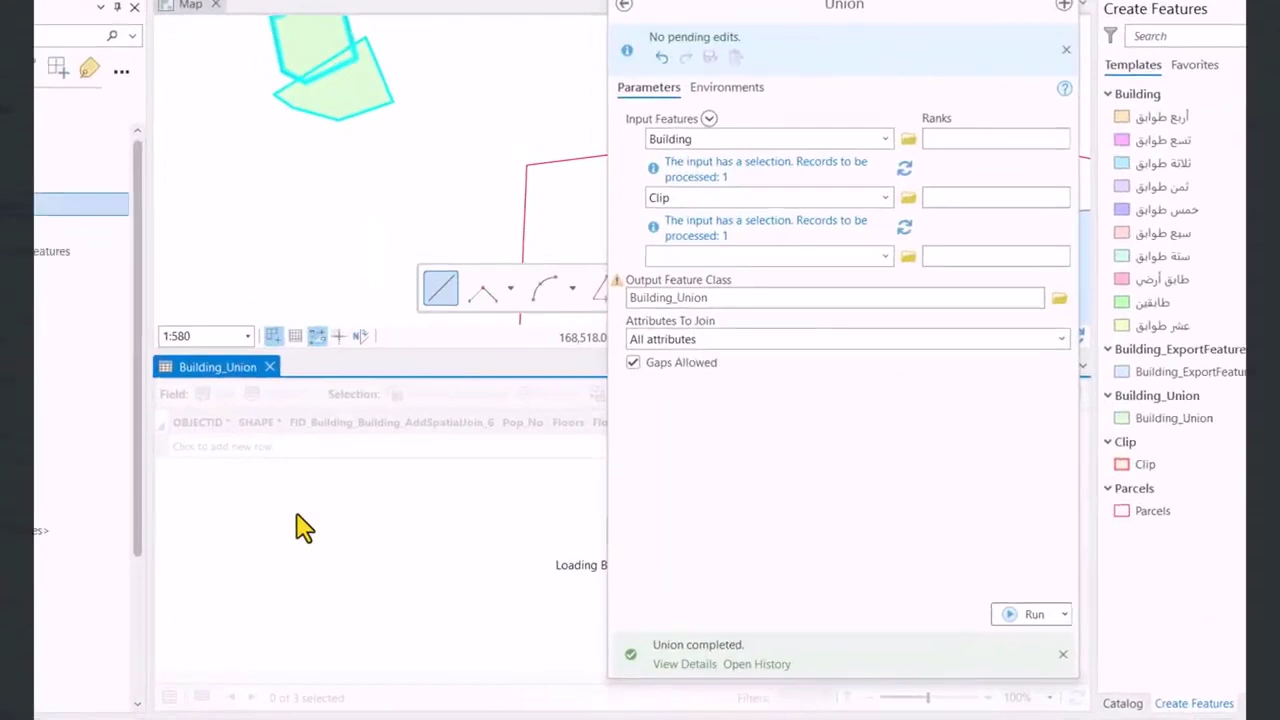 Map
Union
Create Features
No pending edits.
Search
Parameters
Environments
Templates
Favorites
Input Features
Ranks
Building
Building
The input has a selection. Records to
be processed: 1
Clip
The input has a selection. Records to
be processed: 1
Output Feature Class
Building_Union
Attributes To Join
All attributes
Gaps Allowed
Run
Union completed.
View Details Open History
أربع طوابق
تسع طوابق
ثلاثة طوابق
ثمن طوابق
خمس طوابق
سبع طوابق
ستة طوابق
طابق أرضي
طابقين
عشر طوابق
Building_ExportFeature
Building_ExportFeatur
Building_Union
Building_Union
Clip
Clip
Parcels
Parcels
Catalog
Create Features
eatures
es>
1:580
168,518.0
Building_Union
Field:
Selection:
OBJECTID * SHAPE * FID_Building_Building_AddSpatialJoin_6 Pop_No Floors Flo
Click to add new row.
Loading B
0 of 3 selected
Filters:
100%